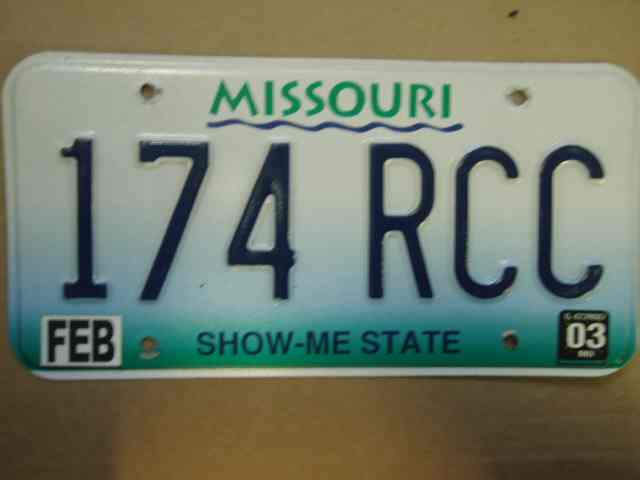 MISSOURI
174 RCC
FEB SHOW-ME STATE 03